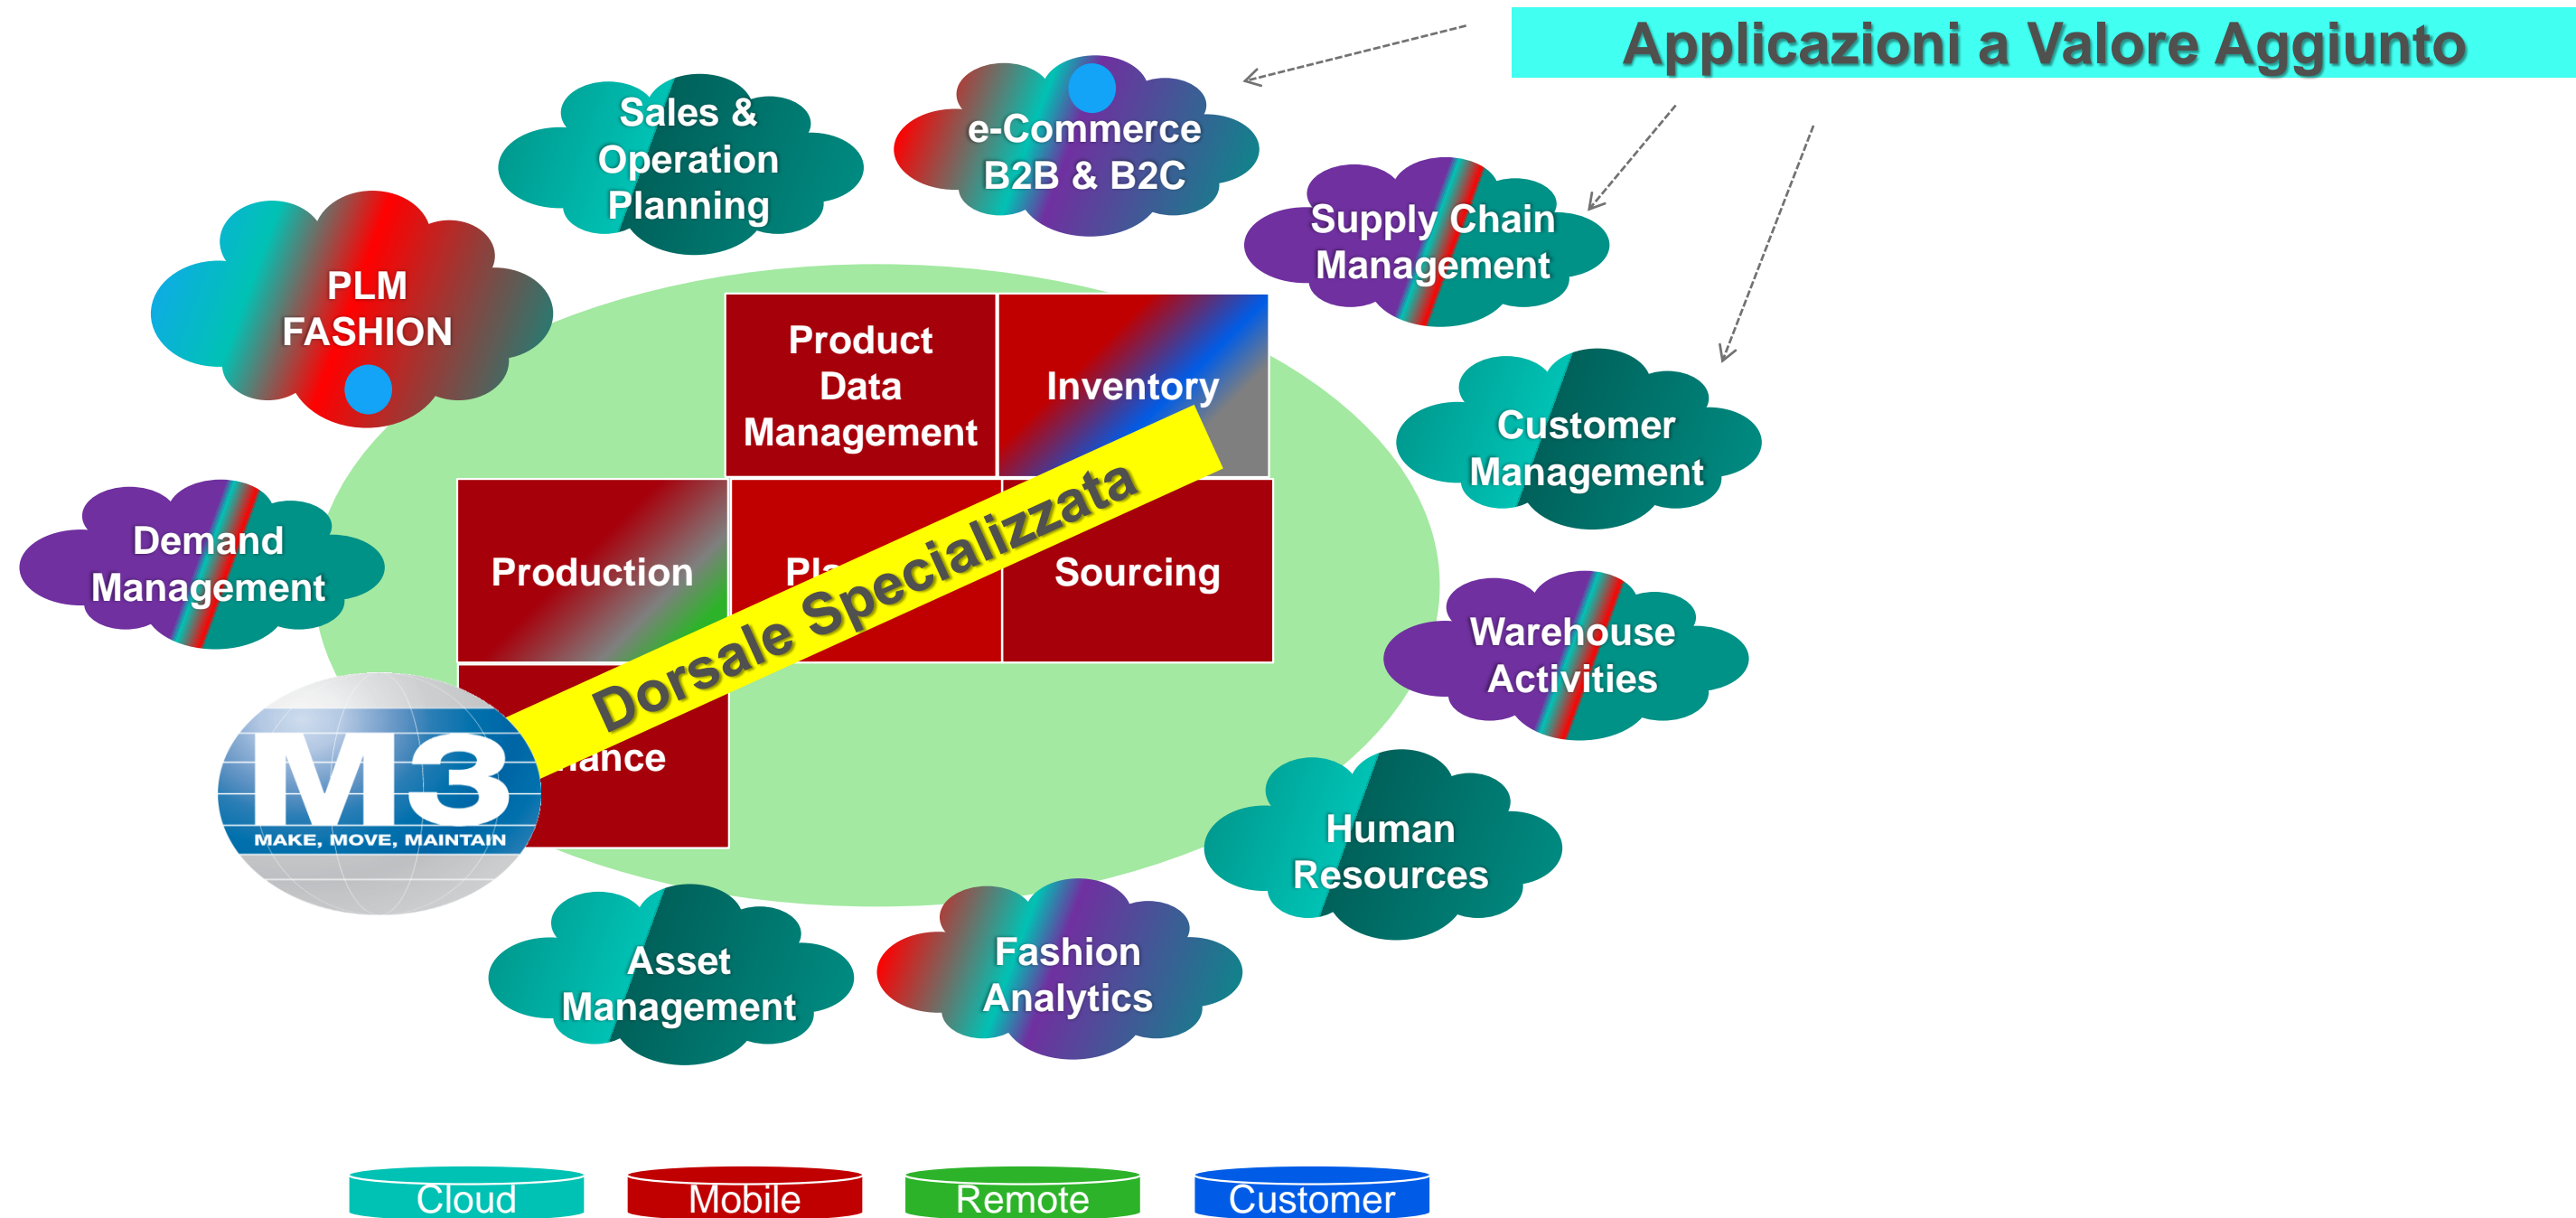 Applicazioni a Valore Aggiunto
Sales &
Operation
Planning
e-Commerce
B2B & B2C
Supply Chain
Management
PLM
FASHION
Product
Data
Management
Inventory
Customer
Management
Demand
Management
Production
Sourcing
Dorsale Specializzata
Warehouse
Activities
M3
MAKE, MOVE, MAINTAIN
Human
Resources
Asset
Management
Fashion
Analytics
Cloud
Mobile
Remote
Customer